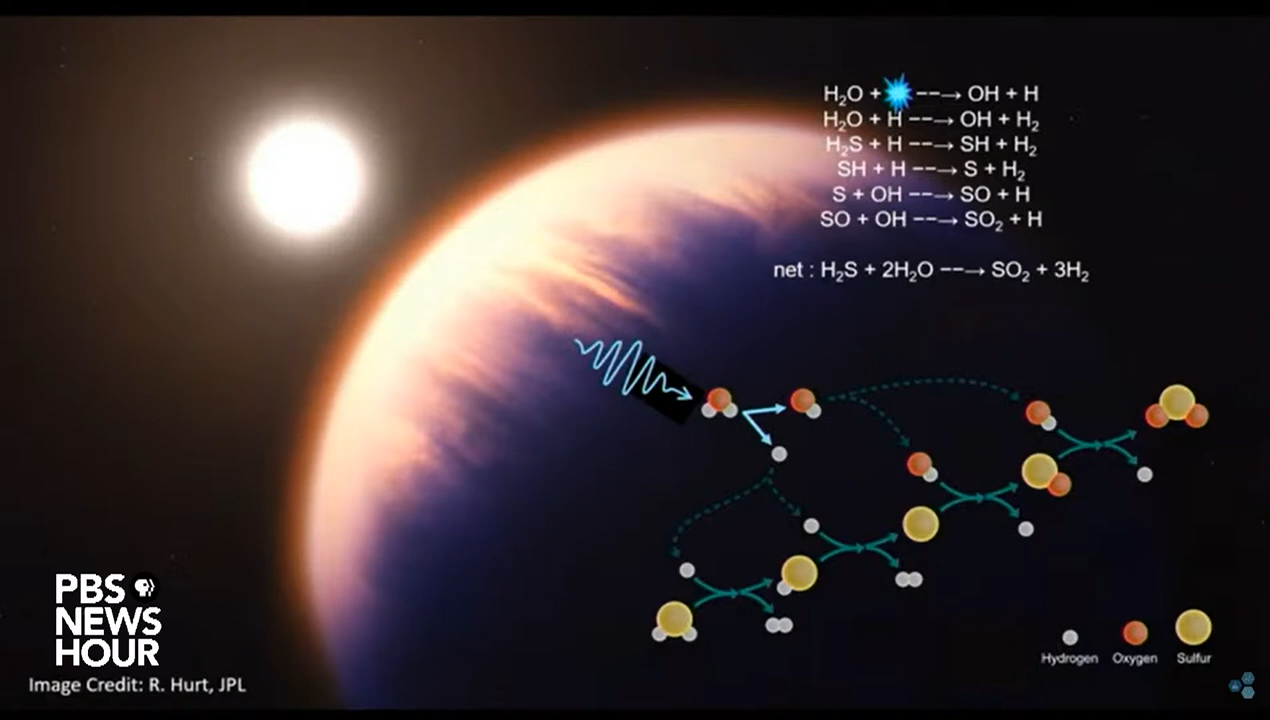 H₂O + --→ OH + H
H₂O + H --→ OH + H₂
H₂S + H --→ SH + H₂
SH + H --→ S + H₂
S + OH --→ SO + H
SO + OH --→ SO₂ + H
net : H₂S + 2H₂O --→ SO₂ + 3H₂
PBS
NEWS
HOUR
Image Credit: R. Hurt, JPL
Hydrogen Oxygen Sulfur